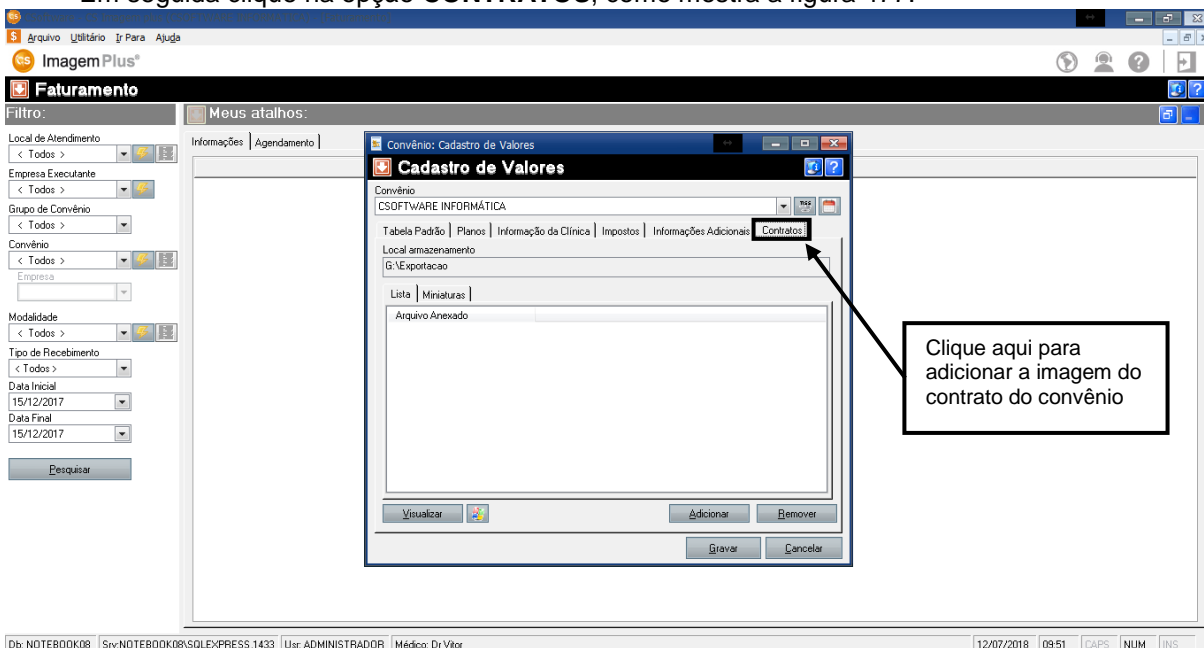 Em seguida clique na opção CONTRATOS, como mostra a figura
Arquivo Utilitário Ir Para Ajuda
ImagemPlus®
Faturamento
Filtro:
Meus atalhos:
Local de Atendimento
< Todos >
Empresa Executante
< Todos >
Grupo de Convênio
< Todos >
Convênio
< Todos >
Empresa
Modalidade
< Todos >
Tipo de Recebimento
< Todos >
Data Inicial
15/12/2017
Data Final
15/12/2017
Pesquisar
Informações Agendamento
Convênio: Cadastro de Valores
Cadastro de Valores
Convênio
CSOFTWARE INFORMÁTICA
TISS
Tabela Padrão Planos Informação da Clínica Impostos Informações Adicionais Contratos
Local armazenamento
G:\Exportacao
Lista Miniaturas
Arquivo Anexado
Visualizar Adicionar Remover
Gravar Cancelar
Clique aqui para
adicionar a imagem do
contrato do convênio
Db: NOTEBOOK08 Srv:NOTEBOOK08\SQLEXPRESS,1433 Usr: ADMINISTRADOR Médico: Dr Vitor 12/07/2018 09:51 CAPS NUM INS